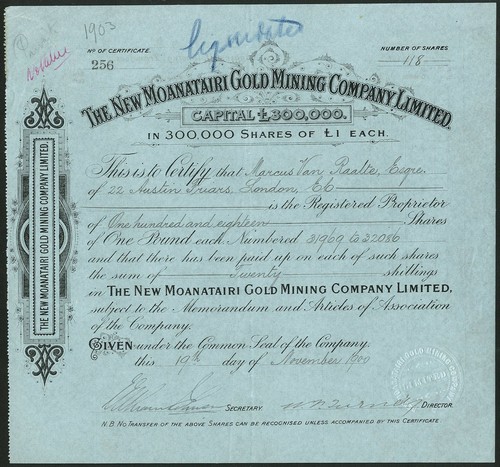 1903
liquidated
No OF CERTIFICATE.
256
NUMBER OF SHARES
118
THE NEW MOANATAIRI GOLD MINING COMPANY, LIMITED.
CAPITAL £300,000.
IN 300,000 SHARES OF £1 EACH.
This is to Certify that Marcus Van Raalte, Esqre.
of 22 Austin Friars, London, EC
is the Registered Proprietor
of One hundred and eighteen Shares
of One Pound each Numbered 31969 to 32086
and that there has been paid up on each of such shares
the sum of Twenty shillings
in THE NEW MOANATAIRI GOLD MINING COMPANY LIMITED,
subject to the Memorandum and Articles of Association
of the Company.
GIVEN under the Common Seal of the Company.
this 19th day of November 1900
SECRETARY. DIRECTOR.
N.B. NO TRANSFER OF THE ABOVE SHARES CAN BE RECOGNISED UNLESS ACCOMPANIED BY THIS CERTIFICATE
THE NEW MOANATAIRI GOLD MINING COMPANY, LIMITED.